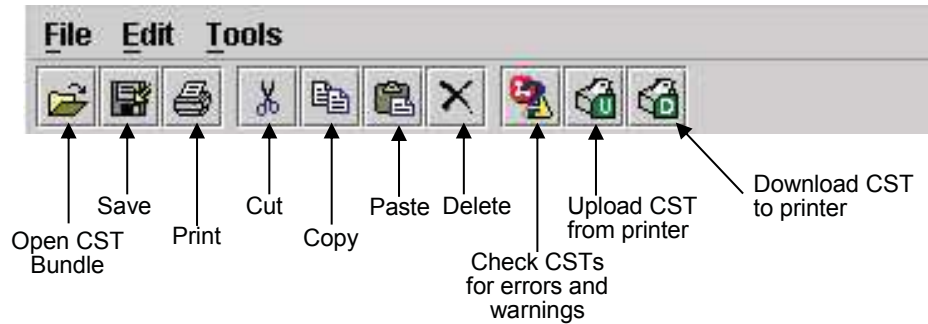 File Edit Tools
U D
Open CST
Bundle
Save
Print
Cut
Copy
Paste
Delete
Check CSTs
for errors and
warnings
Upload CST
from printer
Download CST
to printer